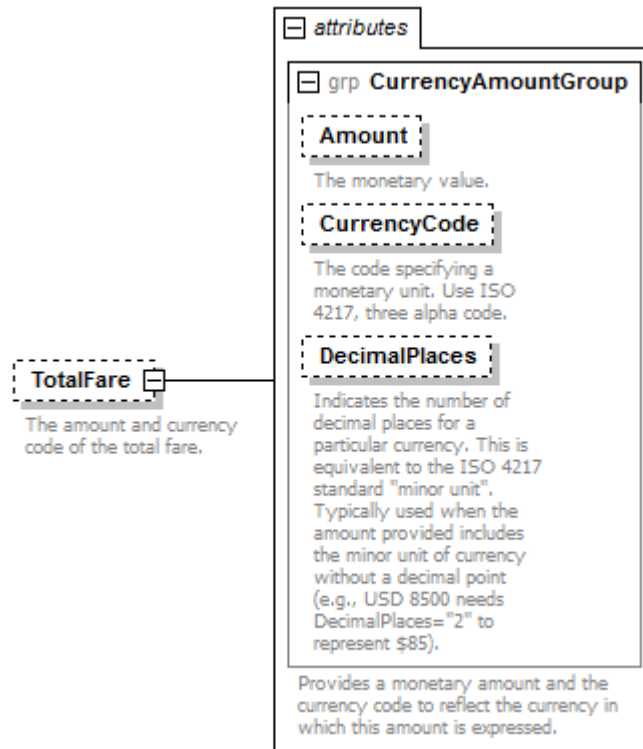 attributes
grp CurrencyAmountGroup
Amount
The monetary value.
CurrencyCode
The code specifying a
monetary unit. Use ISO
4217, three alpha code.
DecimalPlaces
Indicates the number of
decimal places for a
particular currency. This is
equivalent to the ISO 4217
standard "minor unit".
Typically used when the
amount provided includes
the minor unit of currency
without a decimal point
(e.g., USD 8500 needs
DecimalPlaces="2" to
represent $85).
Provides a monetary amount and the
currency code to reflect the currency in
which this amount is expressed.
TotalFare
The amount and currency
code of the total fare.